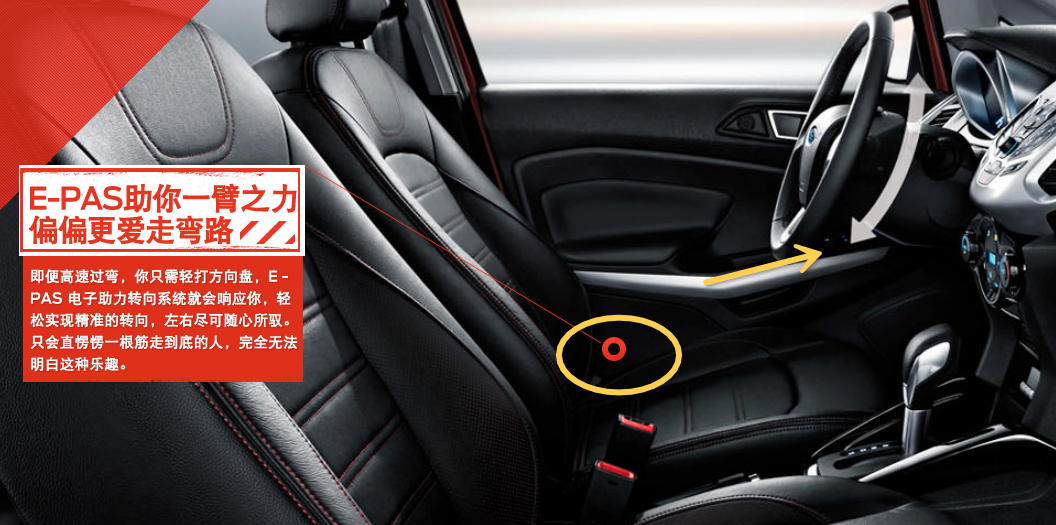 E-PAS助你一臂之力
偏偏更爱走弯路
即便高速过弯，你只需轻打方向盘，E-
PAS 电子助力转向系统就会响应你，轻
松实现精准的转向，左右尽可随心所驭。
只会直愣愣一根筋走到底的人，完全无法
明白这种乐趣。